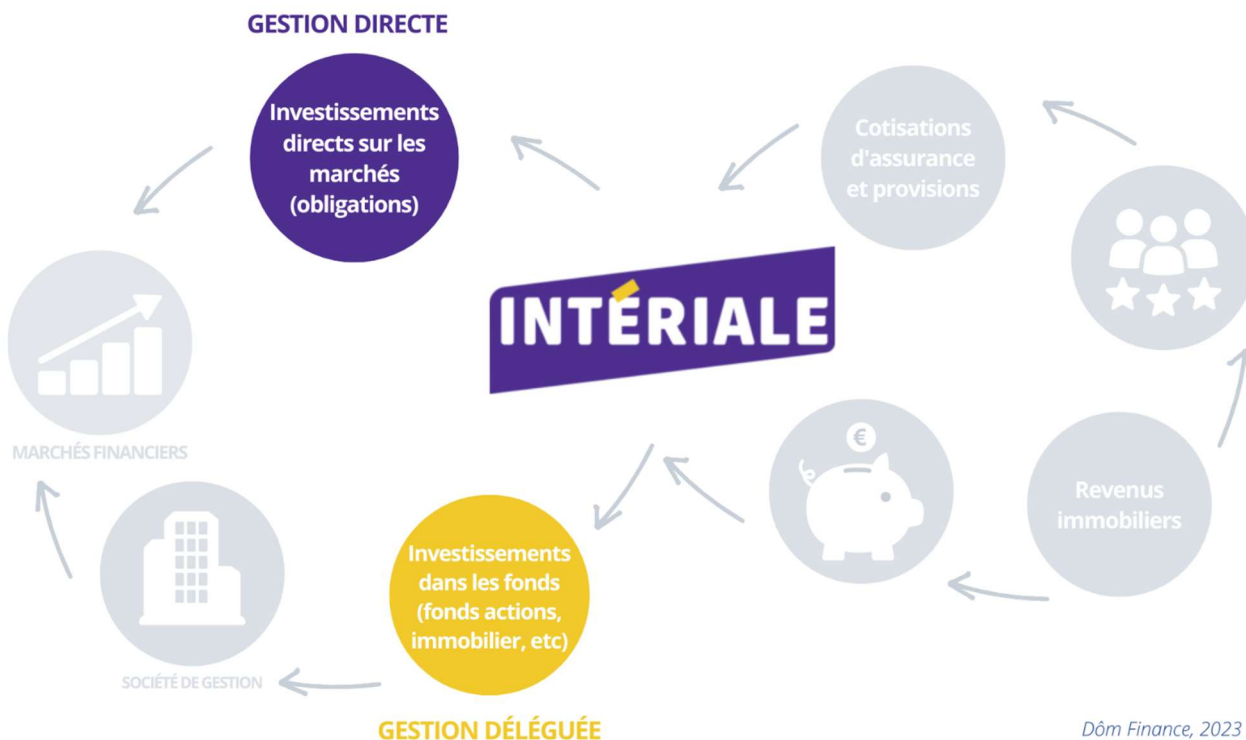 GESTION DIRECTE
Investissements
directs sur les
marchés
(obligations)
Cotisations
d'assurance
et provisions
INTÉRIALE
MARCHÉS FINANCIERS
€
Revenus
immobiliers
Investissements
dans les fonds
(fonds actions,
immobilier, etc)
SOCIÉTÉ DE GESTION
GESTION DÉLÉGUÉE
Dôm Finance, 2023